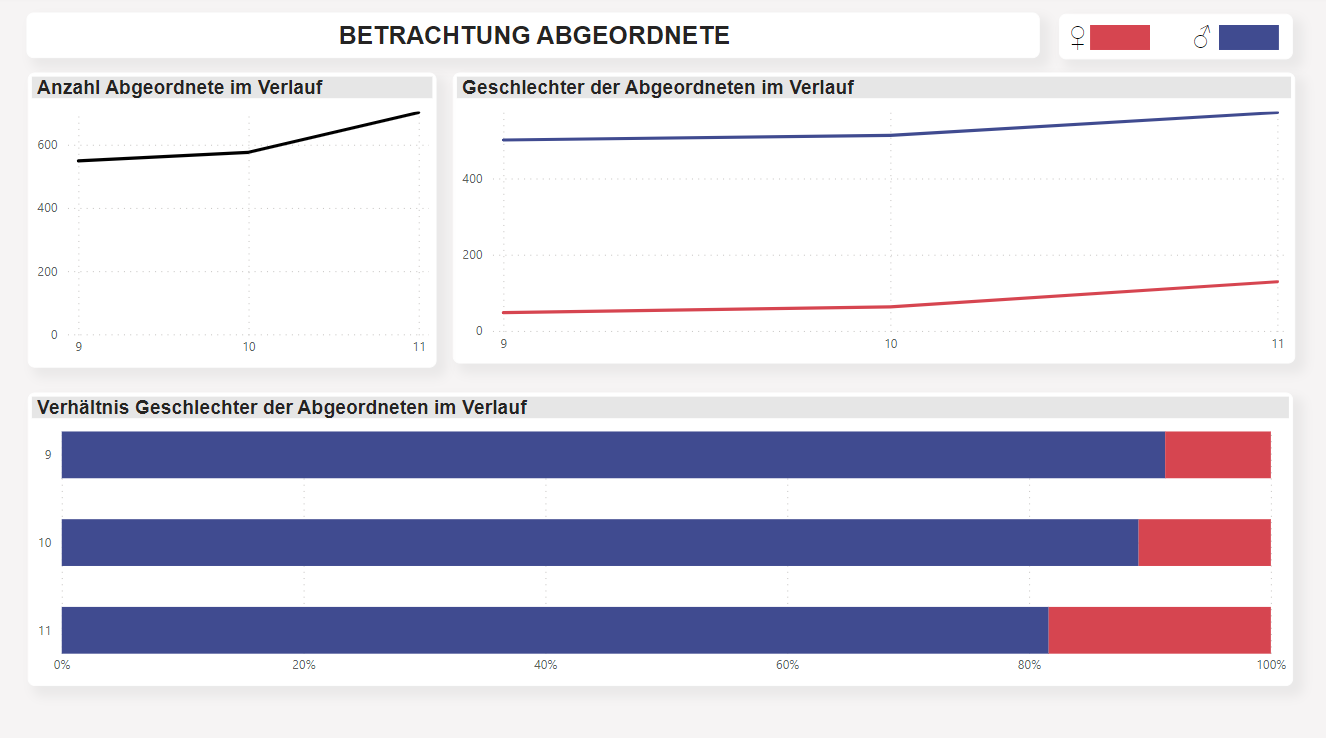 BETRACHTUNG ABGEORDNETE
♀ ♂
Anzahl Abgeordnete im Verlauf
600
400
200
0
9 10 11
Geschlechter der Abgeordneten im Verlauf
400
200
0
9 10 11
Verhältnis Geschlechter der Abgeordneten im Verlauf
9
10
11
0% 20% 40% 60% 80% 100%